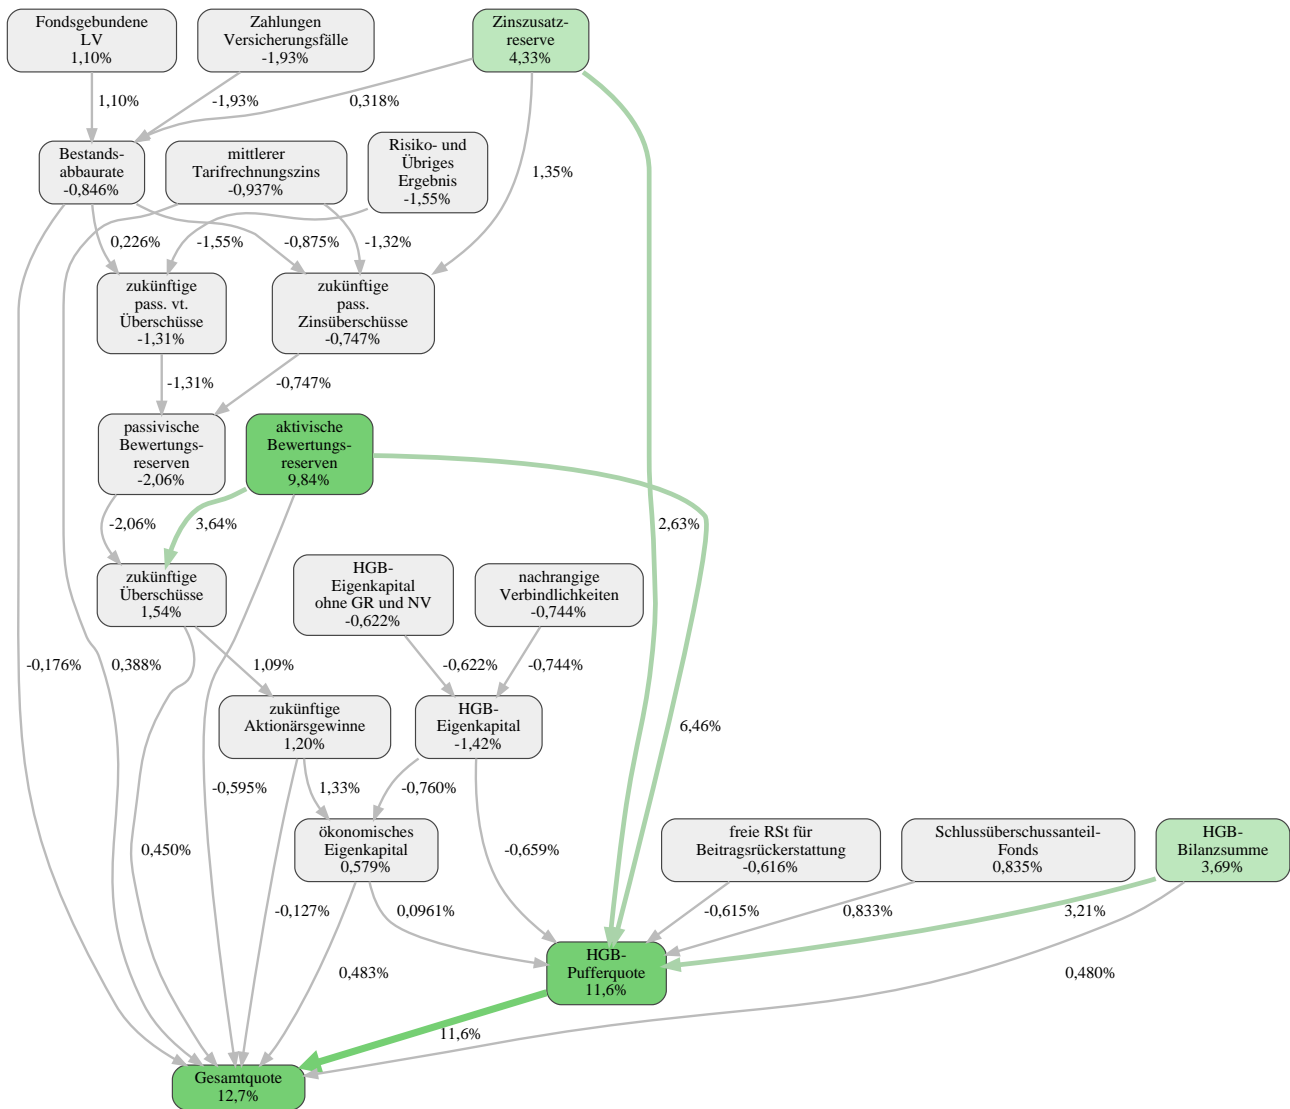 Fondsgebundene
LV
1,10%
Zahlungen
Versicherungsfälle
-1,93%
Zinszusatz-
reserve
4,33%
1,10%
-1,93%
0,318%
Bestands-
abbaurate
-0,846%
mittlerer
Tarifrechnungszins
-0,937%
Risiko- und
Übriges
Ergebnis
-1,55%
1,35%
0,226%
-1,55%
-0,875%
-1,32%
zukünftige
pass. vt.
Überschüsse
-1,31%
zukünftige
pass.
Zinsüberschüsse
-0,747%
-1,31%
-0,747%
passivische
Bewertungs-
reserven
-2,06%
aktivische
Bewertungs-
reserven
9,84%
-2,06%
3,64%
2,63%
zukünftige
Überschüsse
1,54%
HGB-
Eigenkapital
ohne GR und NV
-0,622%
nachrangige
Verbindlichkeiten
-0,744%
-0,176%
0,388%
1,09%
-0,622%
-0,744%
zukünftige
Aktionärsgewinne
1,20%
HGB-
Eigenkapital
-1,42%
6,46%
-0,595%
1,33%
-0,760%
ökonomisches
Eigenkapital
0,579%
freie RSt für
Beitragsrückerstattung
-0,616%
Schlussüberschussanteil-
Fonds
0,835%
HGB-
Bilanzsumme
3,69%
0,450%
-0,659%
-0,127%
0,0961%
-0,615%
0,833%
3,21%
HGB-
Pufferquote
11,6%
0,483%
0,480%
11,6%
Gesamtquote
12,7%